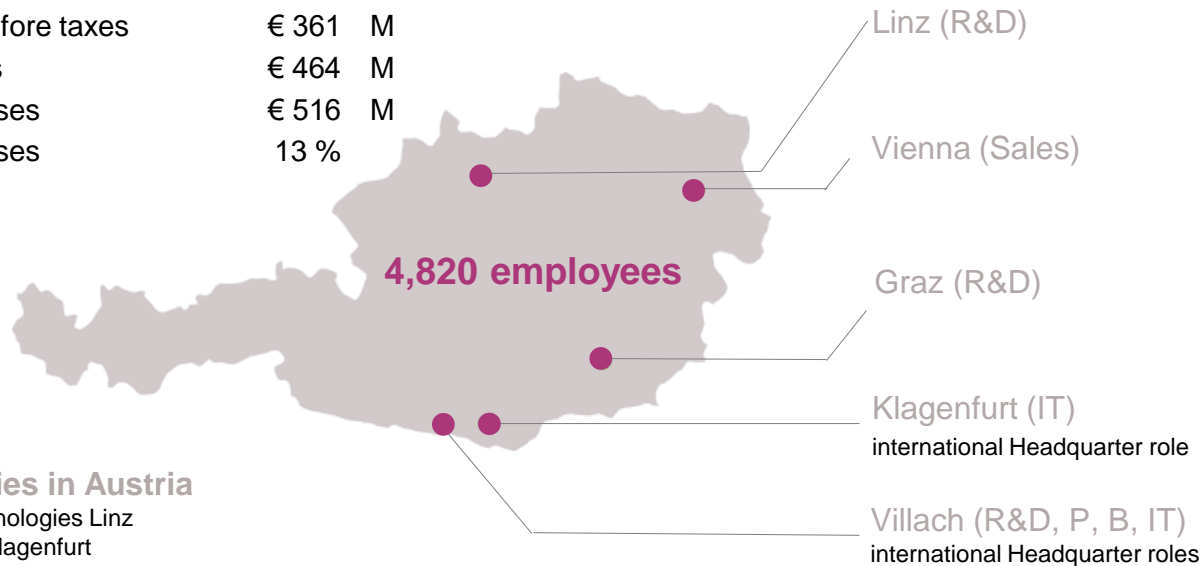 fore taxes € 361 M
s € 464 M
ses € 516 M
ses 13 %
Linz (R&D)
Vienna (Sales)
4,820 employees
Graz (R&D)
Klagenfurt (IT)
international Headquarter role
ies in Austria
nologies Linz
lagenfurt
Villach (R&D, P, B, IT)
international Headquarter roles